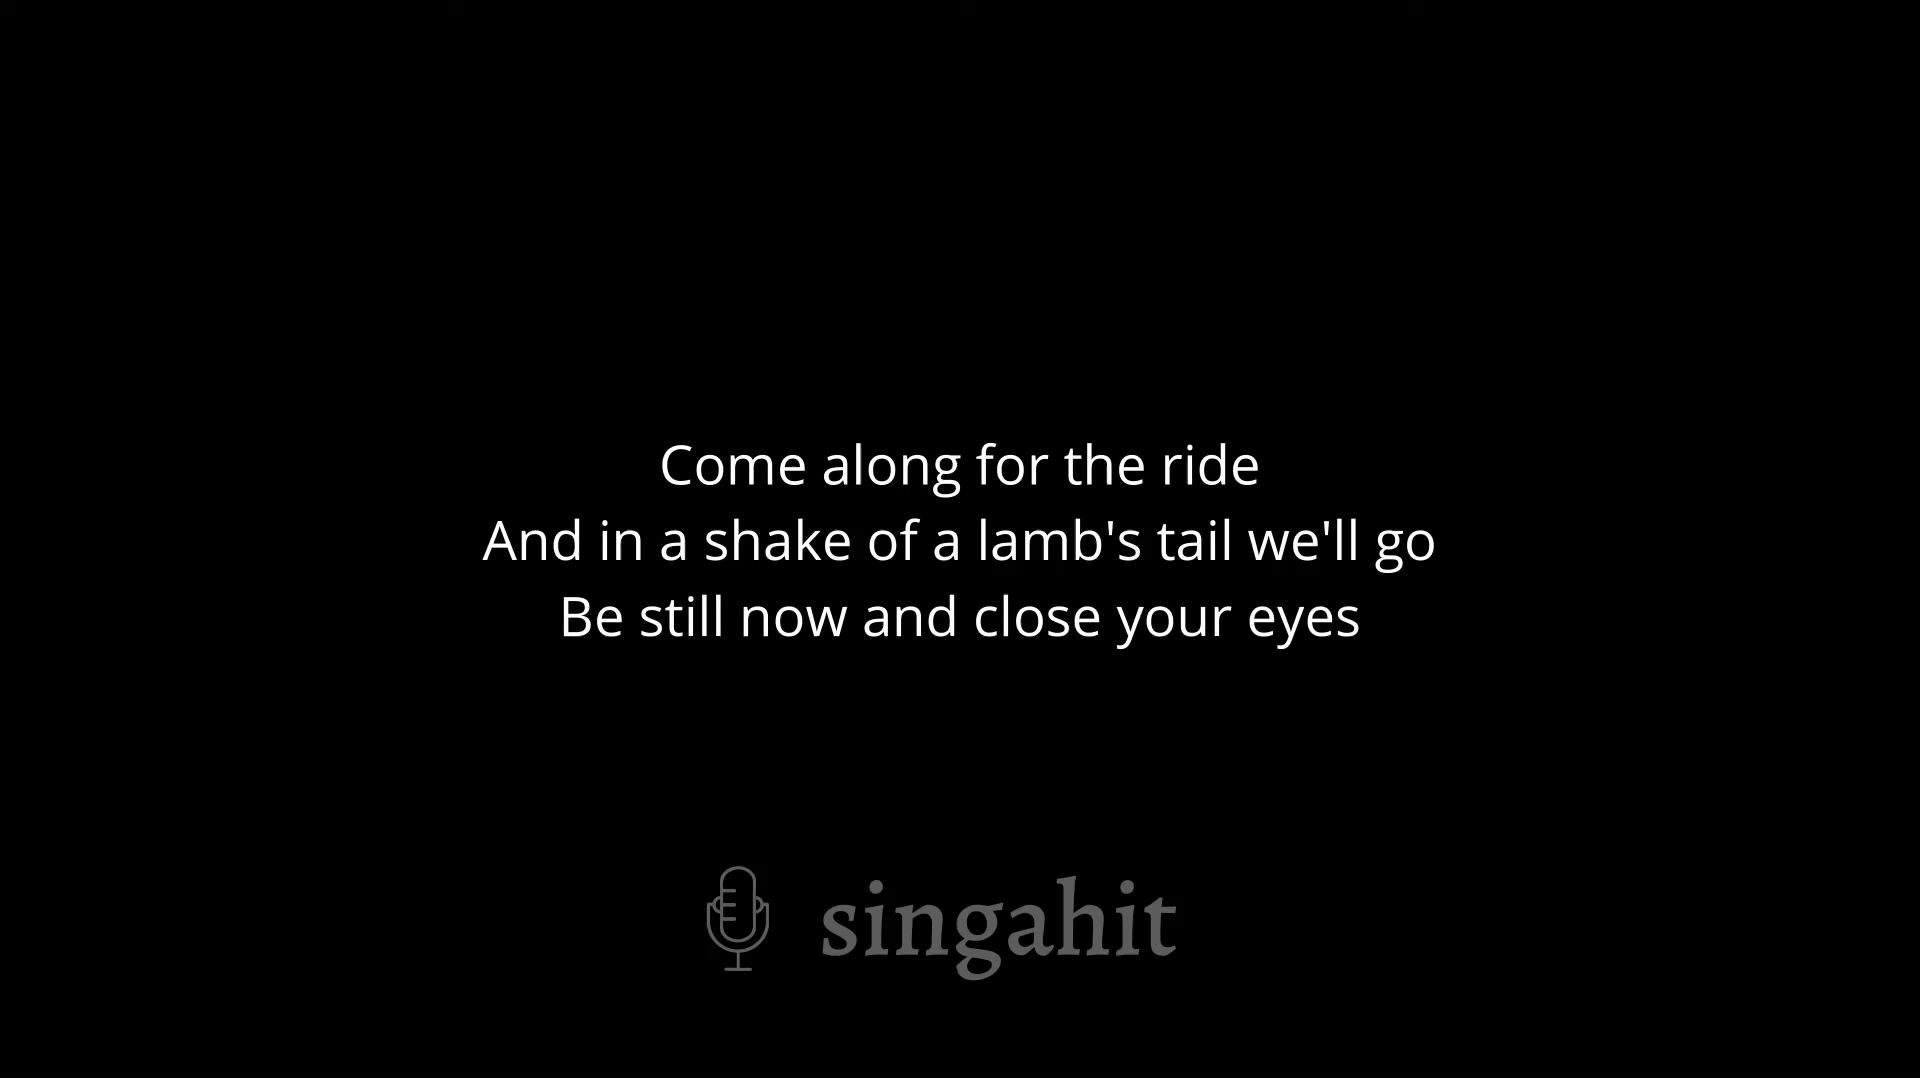 Come along for the ride
And in a shake of a lamb's tail we'll go
Be still now and close your eyes
singahit